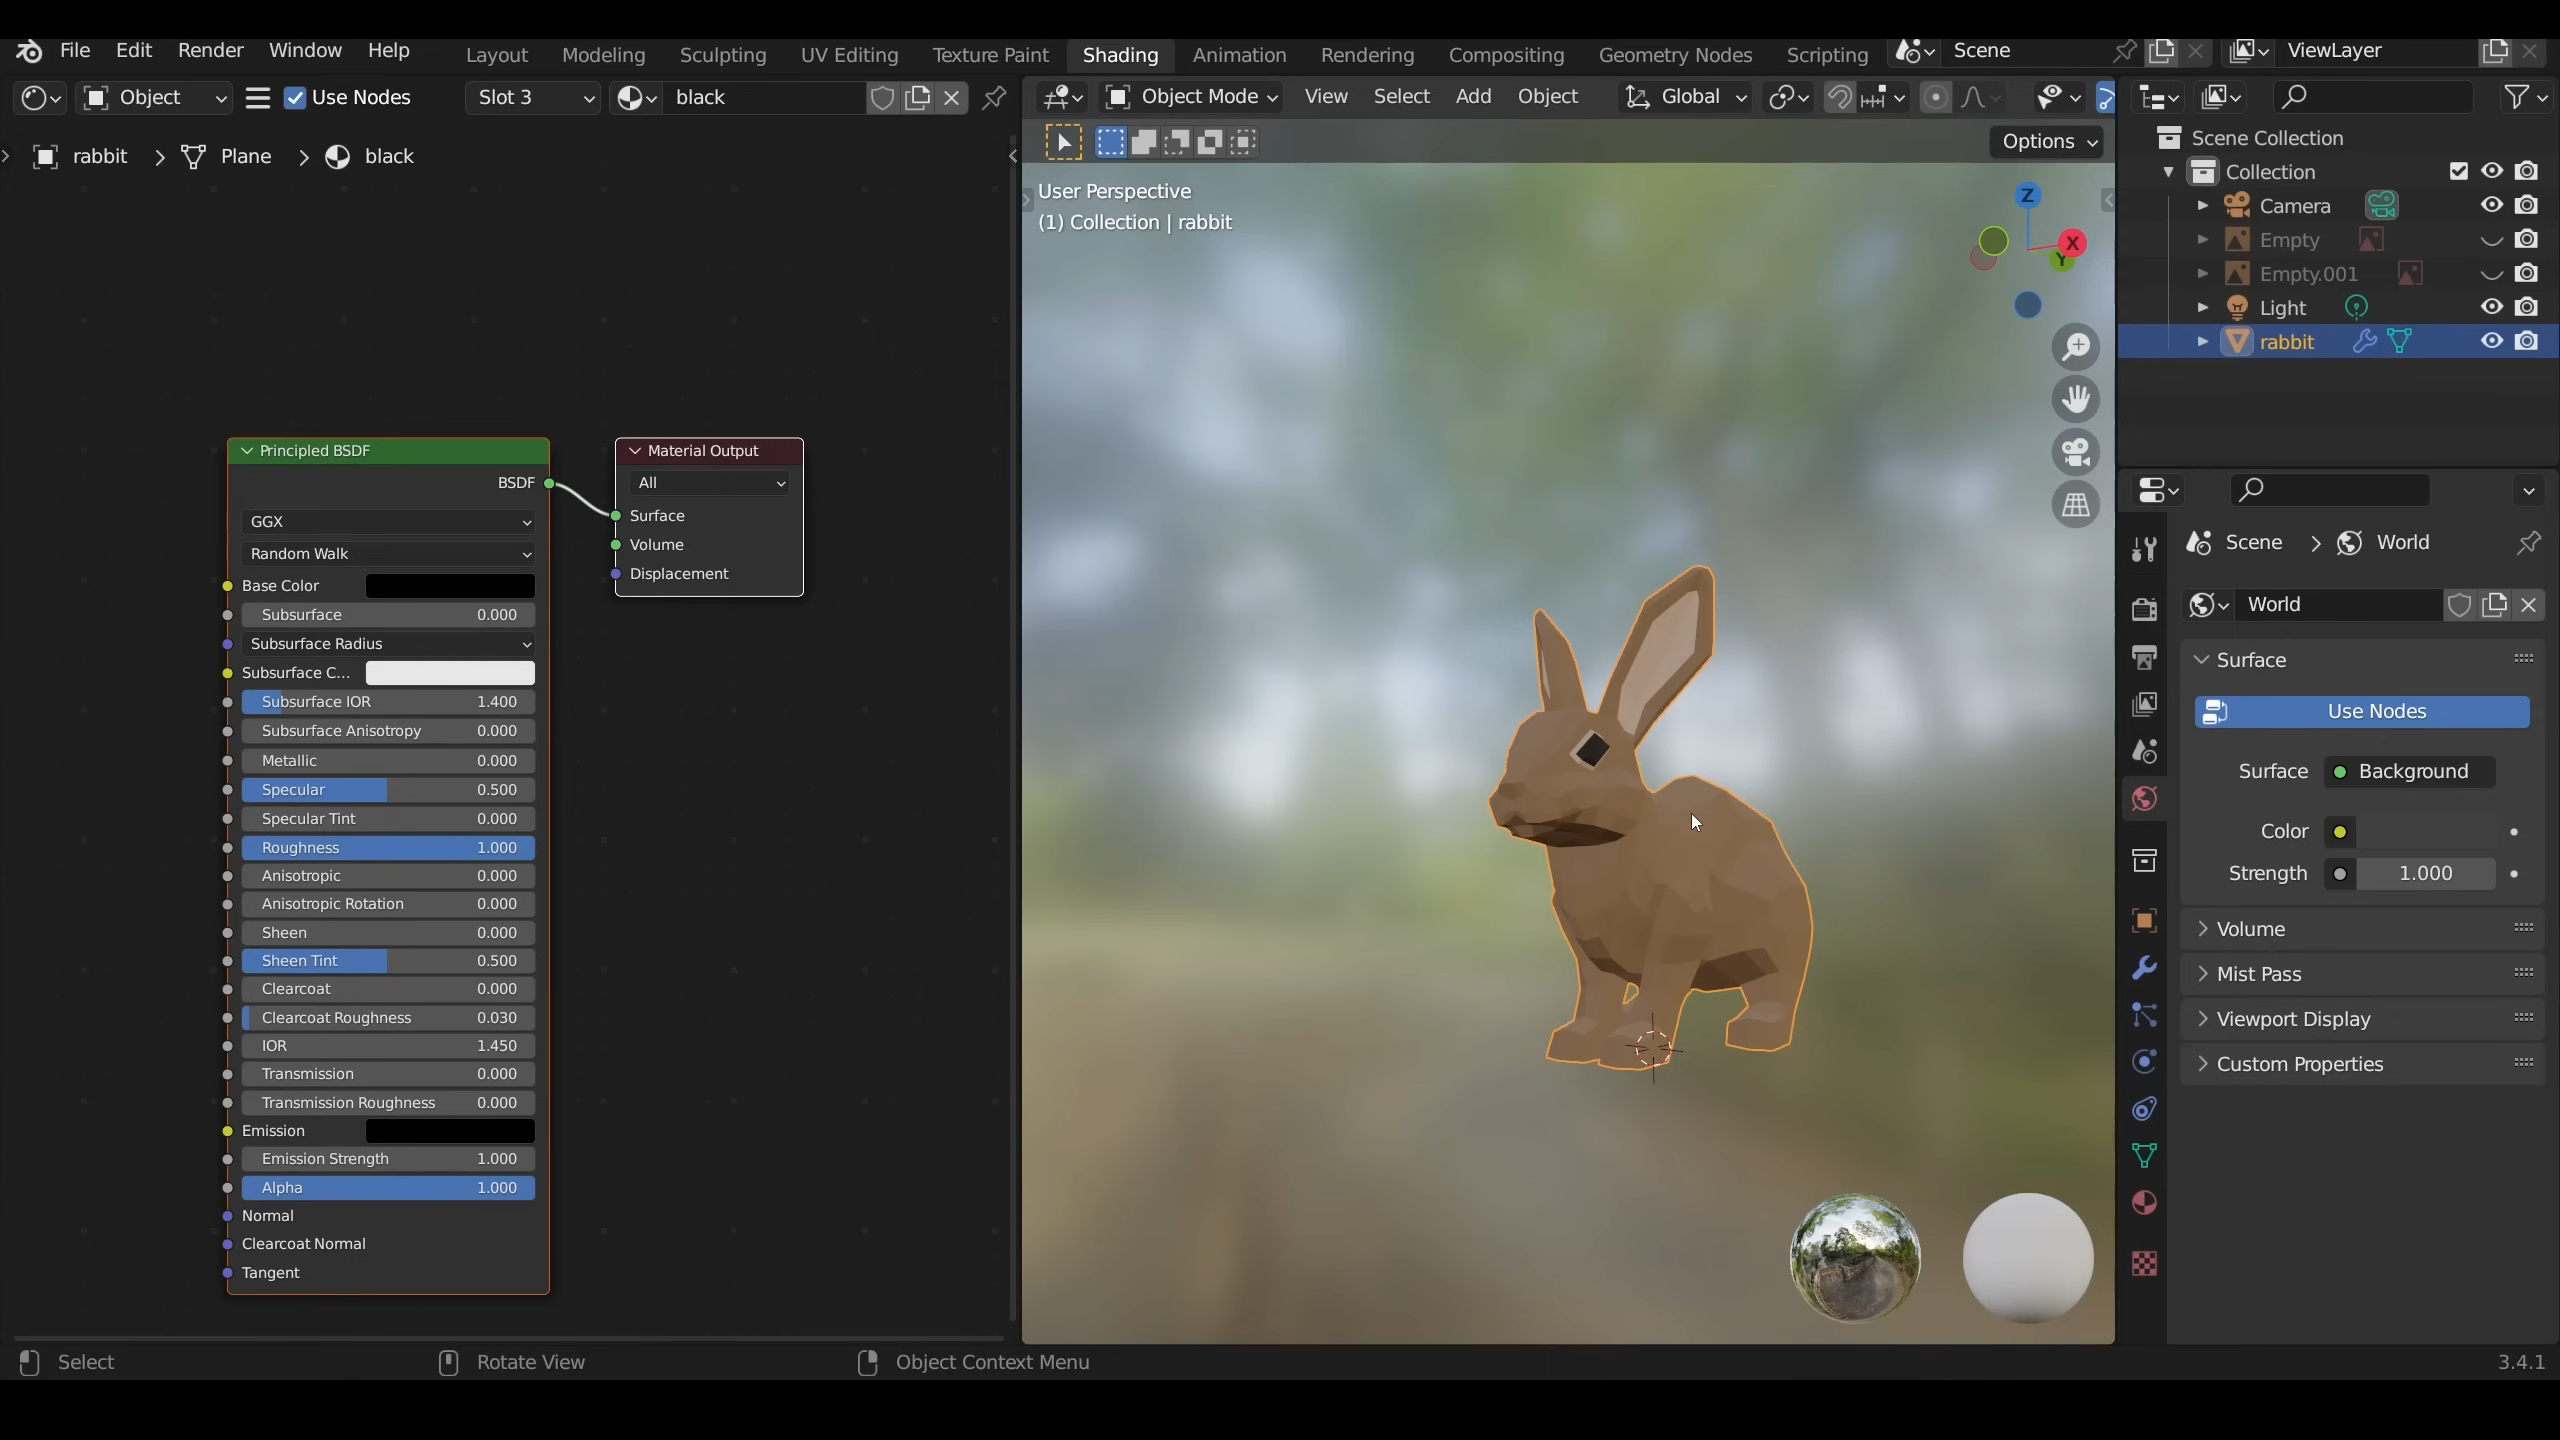 File Edit Render Window Help Layout Modeling Sculpting UV Editing Texture Paint Shading Animation Rendering Compositing Geometry Nodes Scripting Scene ViewLayer
Object Use Nodes Slot 3 black Object Mode View Select Add Object Global
Options
rabbit Plane black
User Perspective
(1) Collection | rabbit
Z
X
Y
Scene Collection
Collection
Camera
Empty
Empty.001
Light
rabbit
Principled BSDF
BSDF
GGX
Random Walk
Base Color
Subsurface 0.000
Subsurface Radius
Subsurface C...
Subsurface IOR 1.400
Subsurface Anisotropy 0.000
Metallic 0.000
Specular 0.500
Specular Tint 0.000
Roughness 1.000
Anisotropic 0.000
Anisotropic Rotation 0.000
Sheen 0.000
Sheen Tint 0.500
Clearcoat 0.000
Clearcoat Roughness 0.030
IOR 1.450
Transmission 0.000
Transmission Roughness 0.000
Emission
Emission Strength 1.000
Alpha 1.000
Normal
Clearcoat Normal
Tangent
Material Output
All
Surface
Volume
Displacement
Scene World
World
Surface
Use Nodes
Surface Background
Color
Strength 1.000
Volume
Mist Pass
Viewport Display
Custom Properties
Select Rotate View Object Context Menu 3.4.1